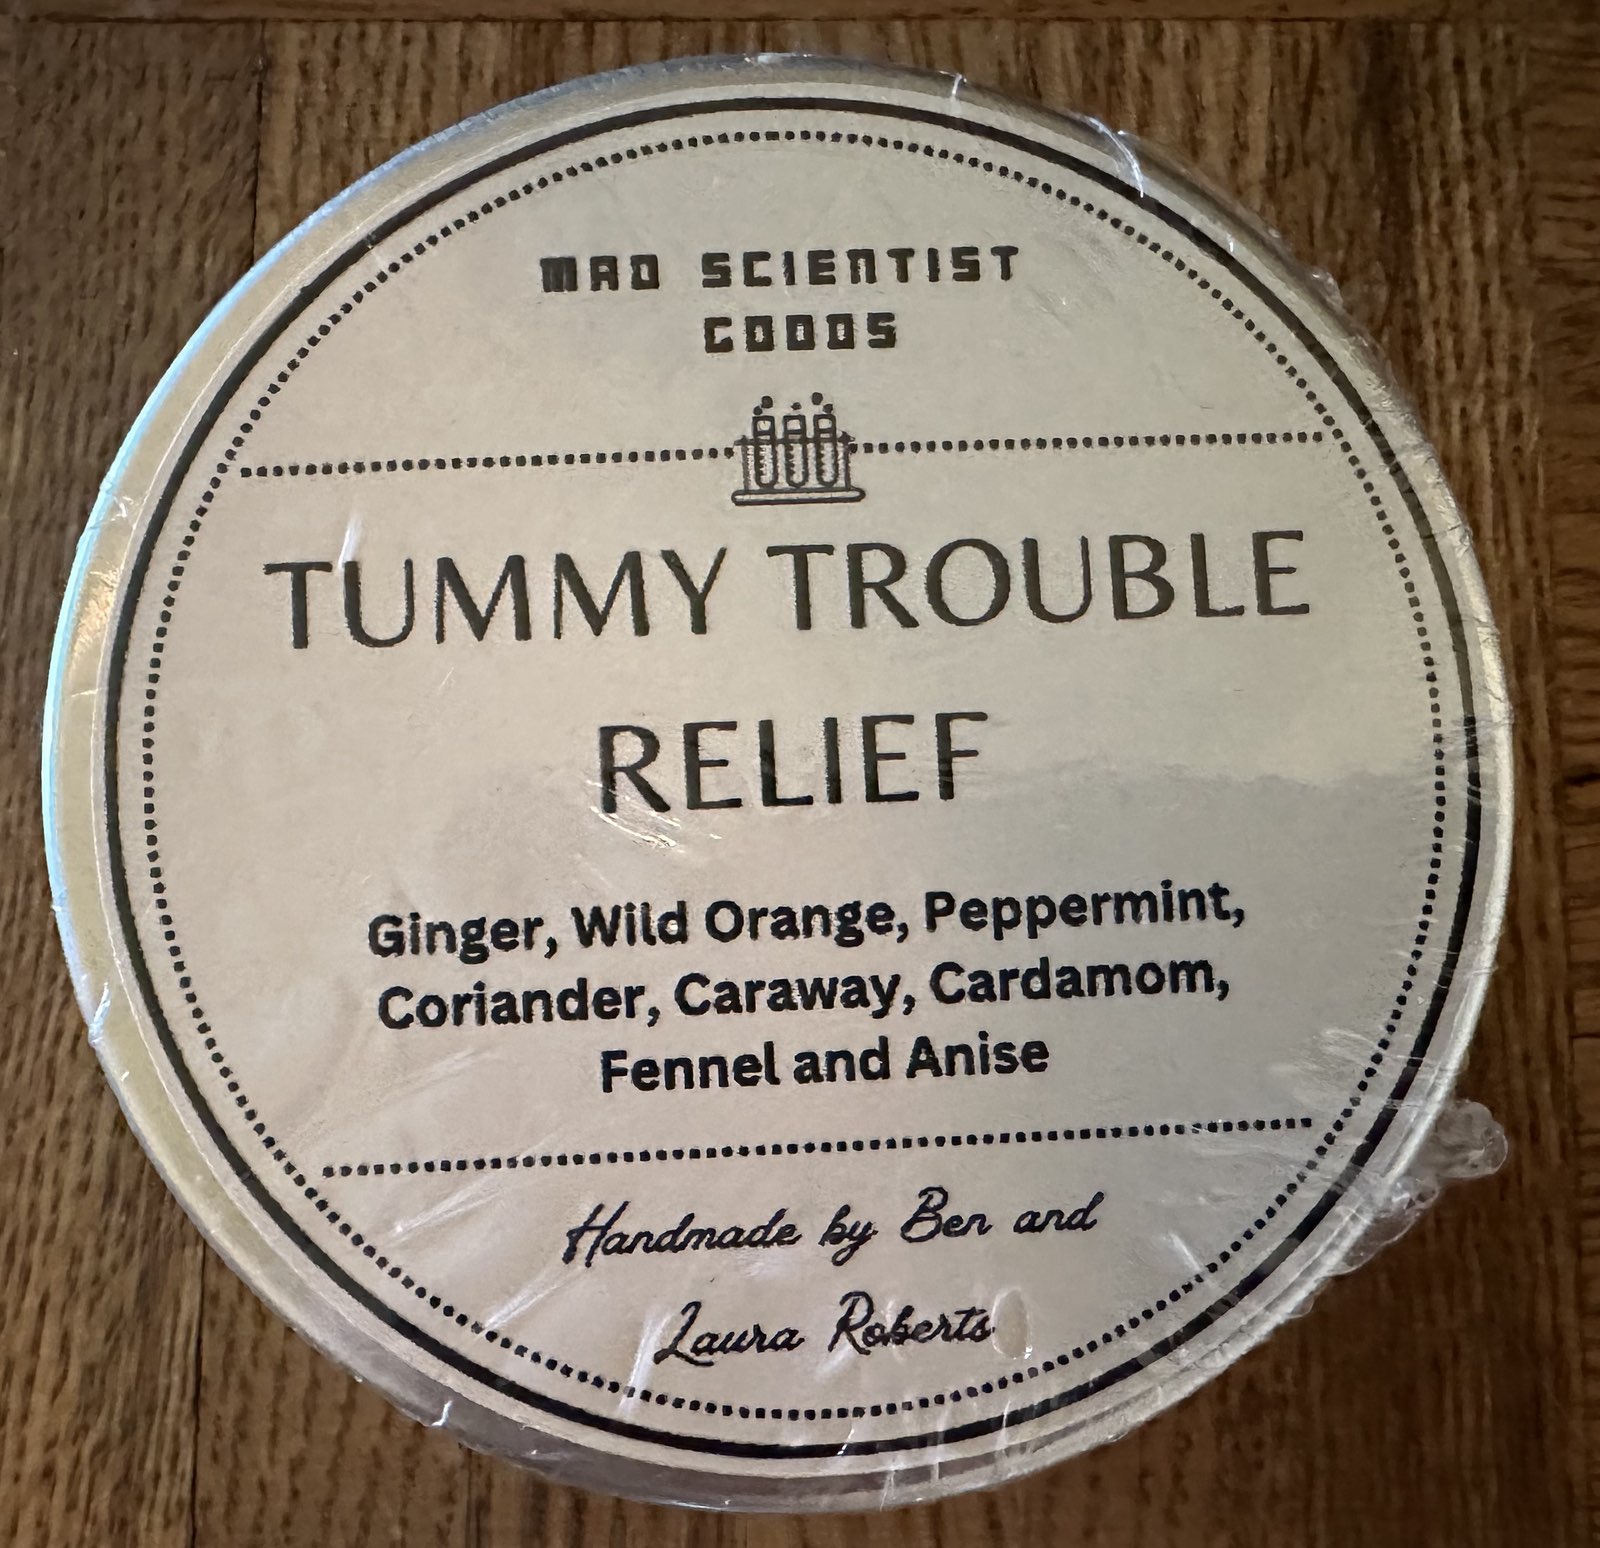 MAD SCIENTIST
GOODS
TUMMY TROUBLE
RELIEF
Ginger, Wild Orange, Peppermint,
Coriander, Caraway, Cardamom,
Fennel and Anise
Handmade by Ben and
Laura Roberts